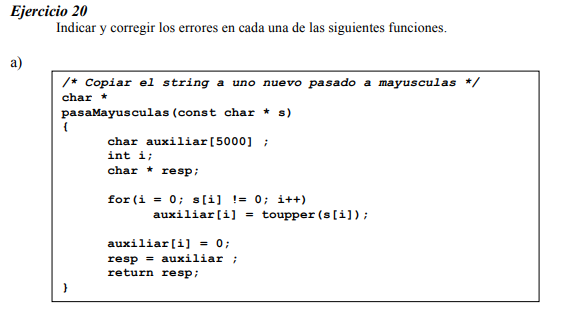 Ejercicio 20
Indicar y corregir los errores en cada una de las siguientes funciones.
a)
/* Copiar el string a uno nuevo pasado a mayusculas */
char *
pasaMayusculas(const char * s)
{
char auxiliar[5000] ;
int i;
char * resp;
for(i = 0; s[i] != 0; i++)
auxiliar[i] = toupper(s[i]);
auxiliar[i] = 0;
resp = auxiliar ;
return resp;
}